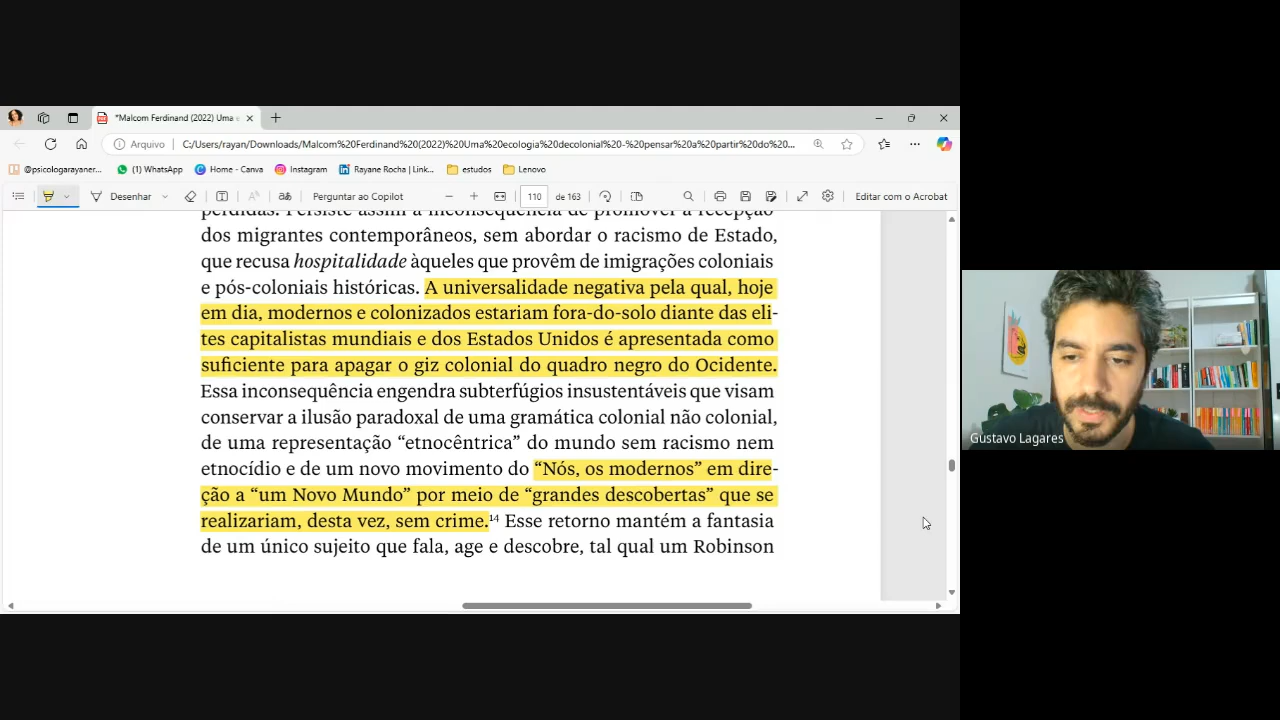 *Malcom Ferdinand (2022) Uma e
Arquivo
C:/Users/rayan/Downloads/Malcom%20Ferdinand%20(2022)%20Uma%20ecologia%20decolonial%20-%20pensar%20a%20partir%20do%20...
@psicologarayaner...
(1) WhatsApp
Home - Canva
Instagram
Rayane Rocha | Link...
estudos
Lenovo
Desenhar
Perguntar ao Copilot
110
de 163
Editar com o Acrobat
perdidas. Persiste assim a inconsequência de promover a recepção
dos migrantes contemporâneos, sem abordar o racismo de Estado,
que recusa hospitalidade àqueles que provêm de imigrações coloniais
e pós-coloniais históricas. A universalidade negativa pela qual, hoje
em dia, modernos e colonizados estariam fora-do-solo diante das eli-
tes capitalistas mundiais e dos Estados Unidos é apresentada como
suficiente para apagar o giz colonial do quadro negro do Ocidente.
Essa inconsequência engendra subterfúgios insustentáveis que visam
conservar a ilusão paradoxal de uma gramática colonial não colonial,
de uma representação “etnocêntrica” do mundo sem racismo nem
etnocídio e de um novo movimento do “Nós, os modernos” em dire-
ção a “um Novo Mundo” por meio de “grandes descobertas” que se
realizariam, desta vez, sem crime.¹⁴ Esse retorno mantém a fantasia
de um único sujeito que fala, age e descobre, tal qual um Robinson
Gustavo Lagares